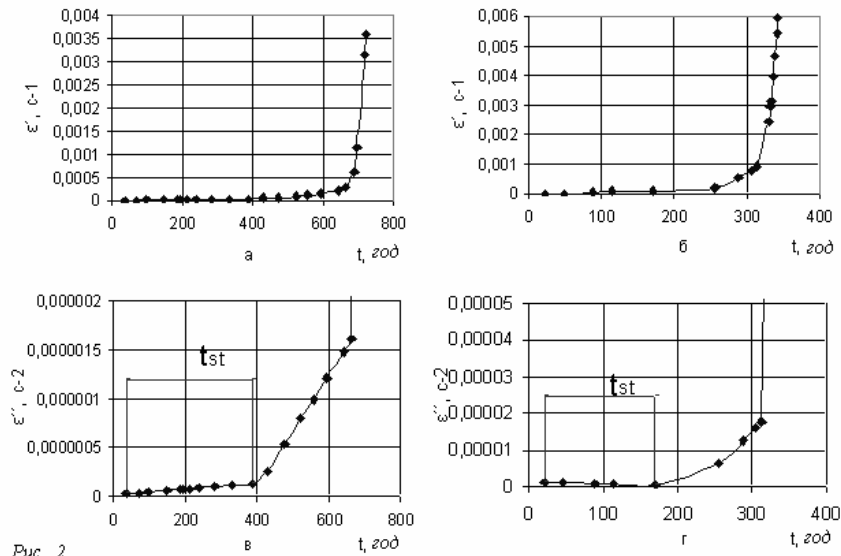 0,004
0,0035
0,003
0,0025
0,002
0,0015
0,001
0,0005
0
ε´, с-1
0 200 400 600 800
а
t, год
0,006
0,005
0,004
0,003
0,002
0,001
0
ε´, с-1
0 100 200 300 400
б
t, год
0,000002
0,0000015
0,000001
0,0000005
0
ε´´, с-2
tst
0 200 400 600 800
в
t, год
0,00005
0,00004
0,00003
0,00002
0,00001
0
ε´´, с-2
tst
0 100 200 300 400
г
t, год
Рис. 2